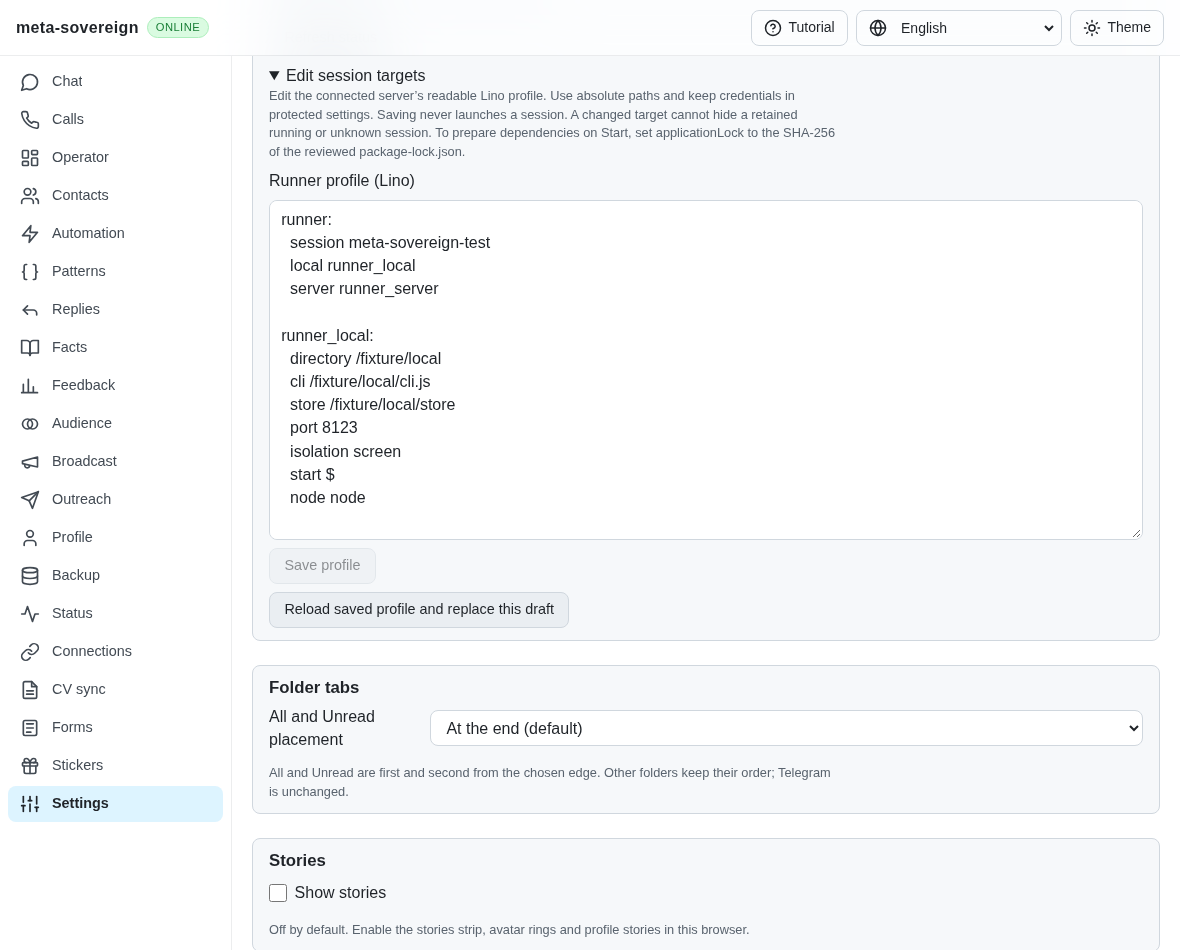 meta-sovereign ONLINE
Tutorial
English
Theme
Chat
Calls
Operator
Contacts
Automation
Patterns
Replies
Facts
Feedback
Audience
Broadcast
Outreach
Profile
Backup
Status
Connections
CV sync
Forms
Stickers
Settings
Edit session targets
Edit the connected server’s readable Lino profile. Use absolute paths and keep credentials in
protected settings. Saving never launches a session. A changed target cannot hide a retained
running or unknown session. To prepare dependencies on Start, set applicationLock to the SHA-256
of the reviewed package-lock.json.
Runner profile (Lino)
runner:
  session meta-sovereign-test
  local runner_local
  server runner_server

runner_local:
  directory /fixture/local
  cli /fixture/local/cli.js
  store /fixture/local/store
  port 8123
  isolation screen
  start $
  node node
Save profile
Reload saved profile and replace this draft
Folder tabs
All and Unread
placement
At the end (default)
All and Unread are first and second from the chosen edge. Other folders keep their order; Telegram
is unchanged.
Stories
Show stories
Off by default. Enable the stories strip, avatar rings and profile stories in this browser.